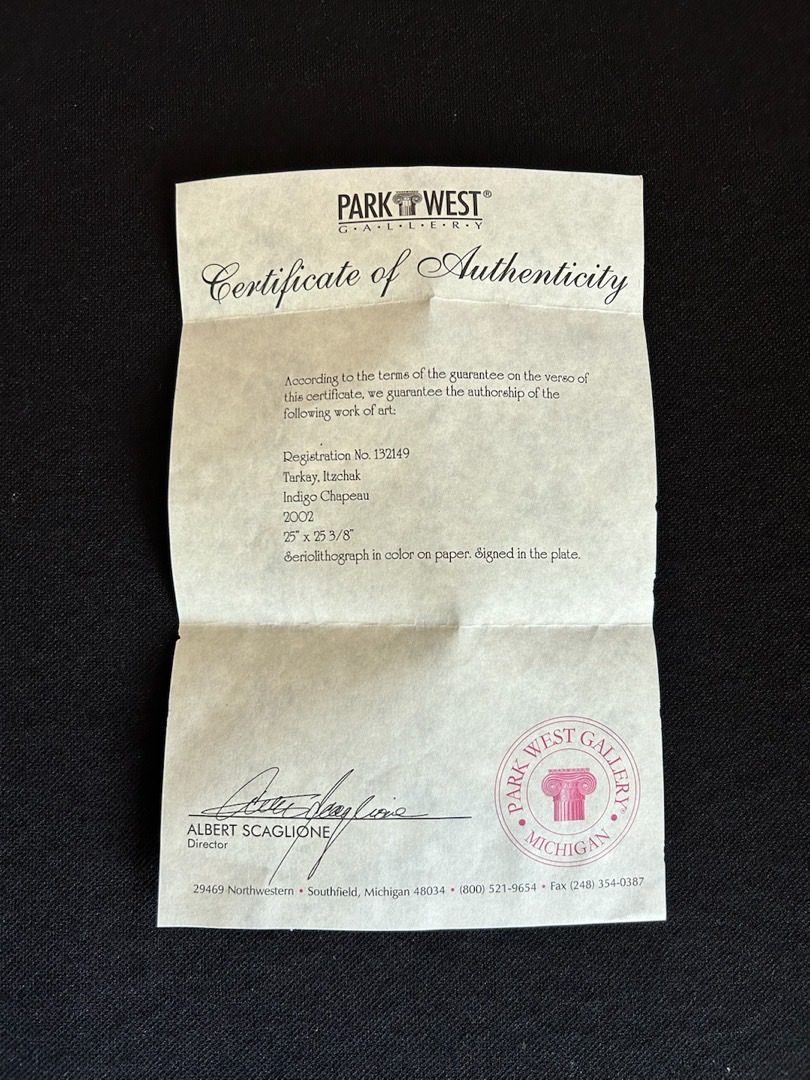 PARK WEST®
G·A·L·L·E·R·Y
Certificate of Authenticity
According to the terms of the guarantee on the verso of
this certificate, we guarantee the authorship of the
following work of art:
Registration No. 132149
Tarkay, Itzchak
Indigo Chapeau
2002
25" x 25 3/8"
Seriolithograph in color on paper. Signed in the plate.
Albert Scaglione
ALBERT SCAGLIONE
Director
PARK WEST GALLERY™
• MICHIGAN •
29469 Northwestern • Southfield, Michigan 48034 • (800) 521-9654 • Fax (248) 354-0387